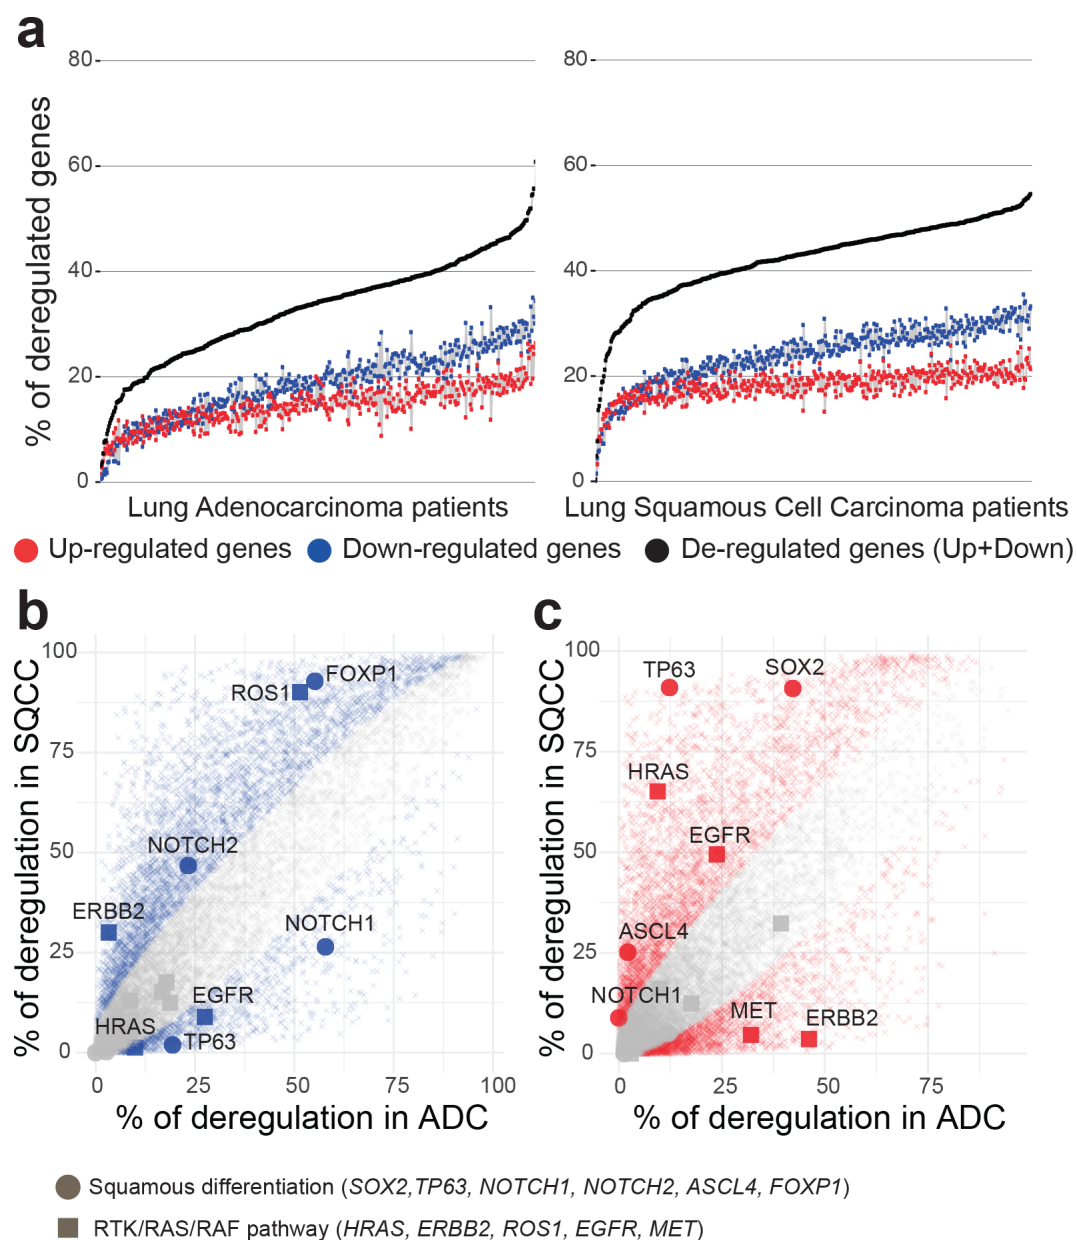 a
% of deregulated genes
80
60
40
20
0
80
60
40
20
0
Lung Adenocarcinoma patients
Lung Squamous Cell Carcinoma patients
Up-regulated genes
Down-regulated genes
De-regulated genes (Up+Down)
b
% of deregulation in SQCC
100
75
50
25
0
FOXP1
ROS1
NOTCH2
ERBB2
NOTCH1
EGFR
HRAS
TP63
0
25
50
75
100
% of deregulation in ADC
c
% of deregulation in SQCC
100
75
50
25
0
TP63
SOX2
HRAS
EGFR
ASCL4
NOTCH1
MET
ERBB2
0
25
50
75
% of deregulation in ADC
Squamous differentiation (SOX2,TP63, NOTCH1, NOTCH2, ASCL4, FOXP1)
RTK/RAS/RAF pathway (HRAS, ERBB2, ROS1, EGFR, MET)